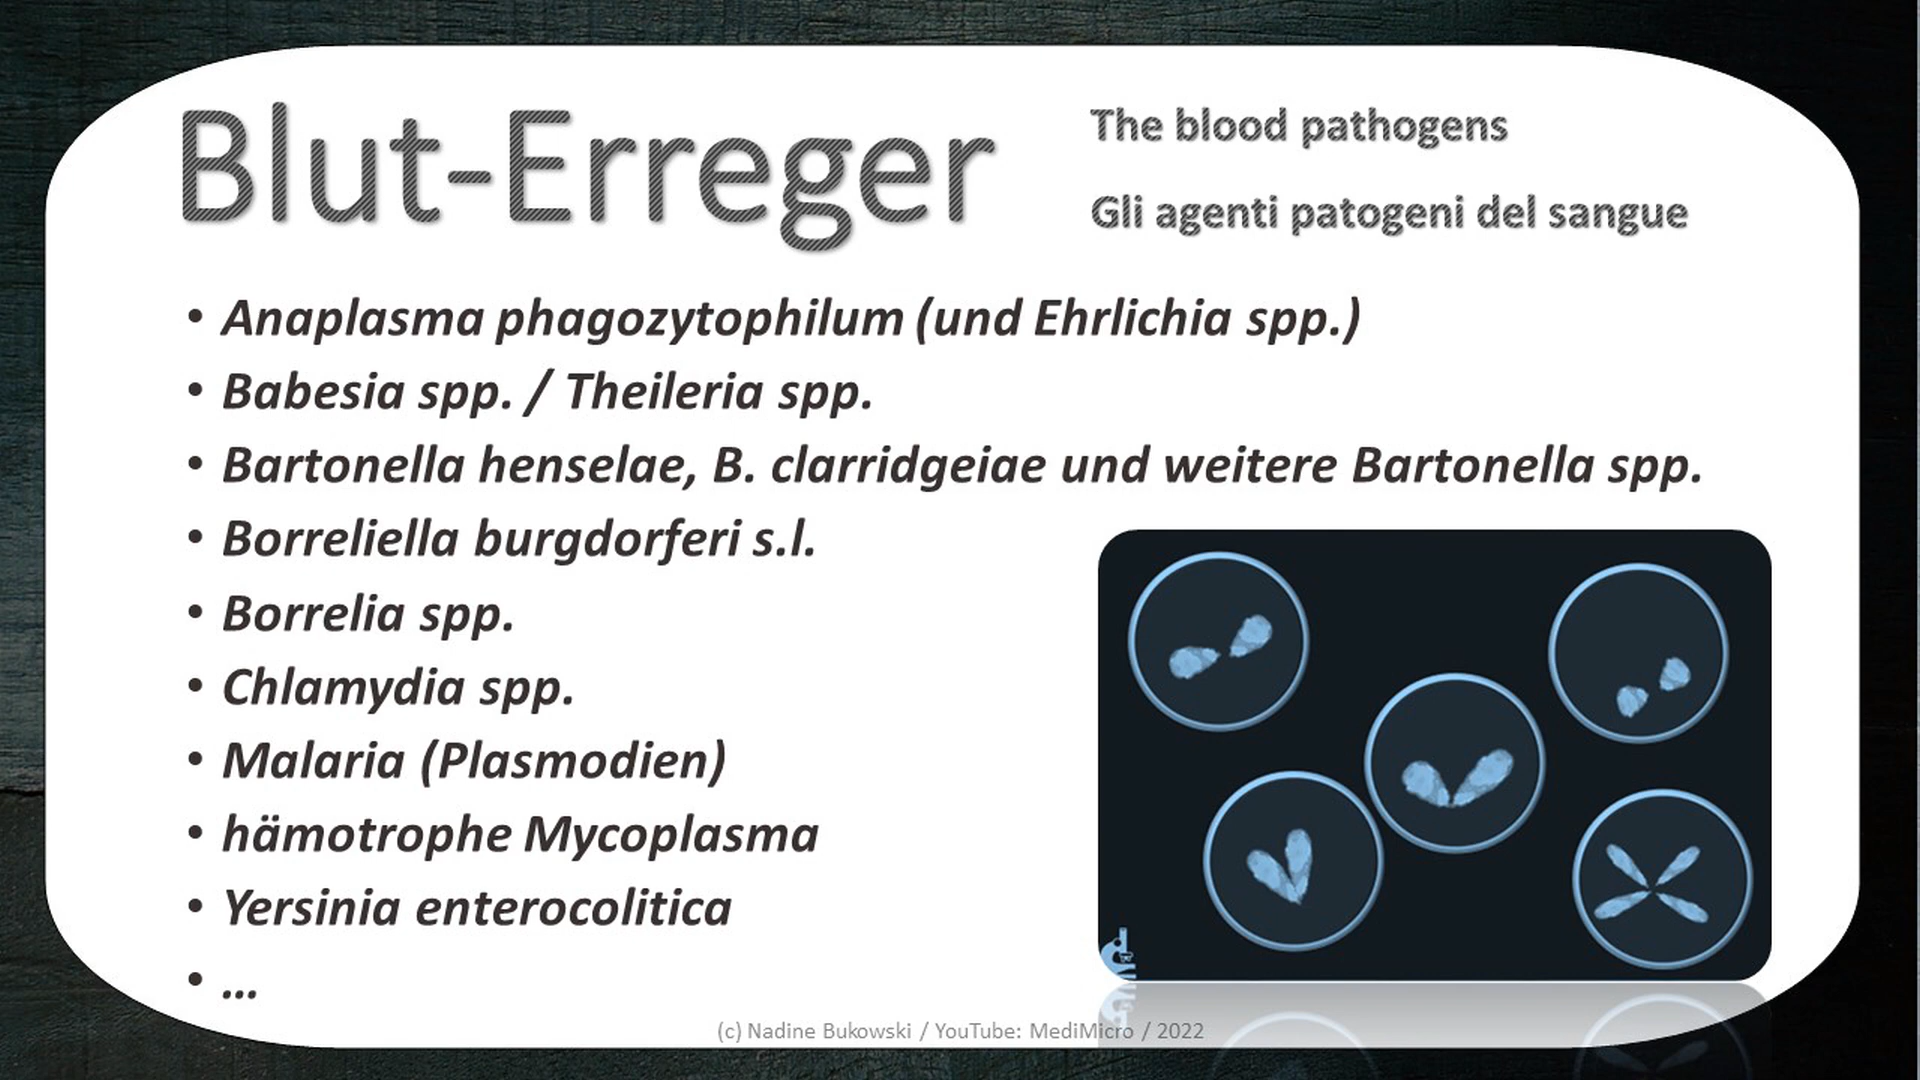 Blut-Erreger
The blood pathogens
Gli agenti patogeni del sangue
• Anaplasma phagozytophilum (und Ehrlichia spp.)
• Babesia spp. / Theileria spp.
• Bartonella henselae, B. clarridgeiae und weitere Bartonella spp.
• Borreliella burgdorferi s.l.
• Borrelia spp.
• Chlamydia spp.
• Malaria (Plasmodien)
• hämotrophe Mycoplasma
• Yersinia enterocolitica
• ...
(c) Nadine Bukowski / YouTube: MediMicro / 2022